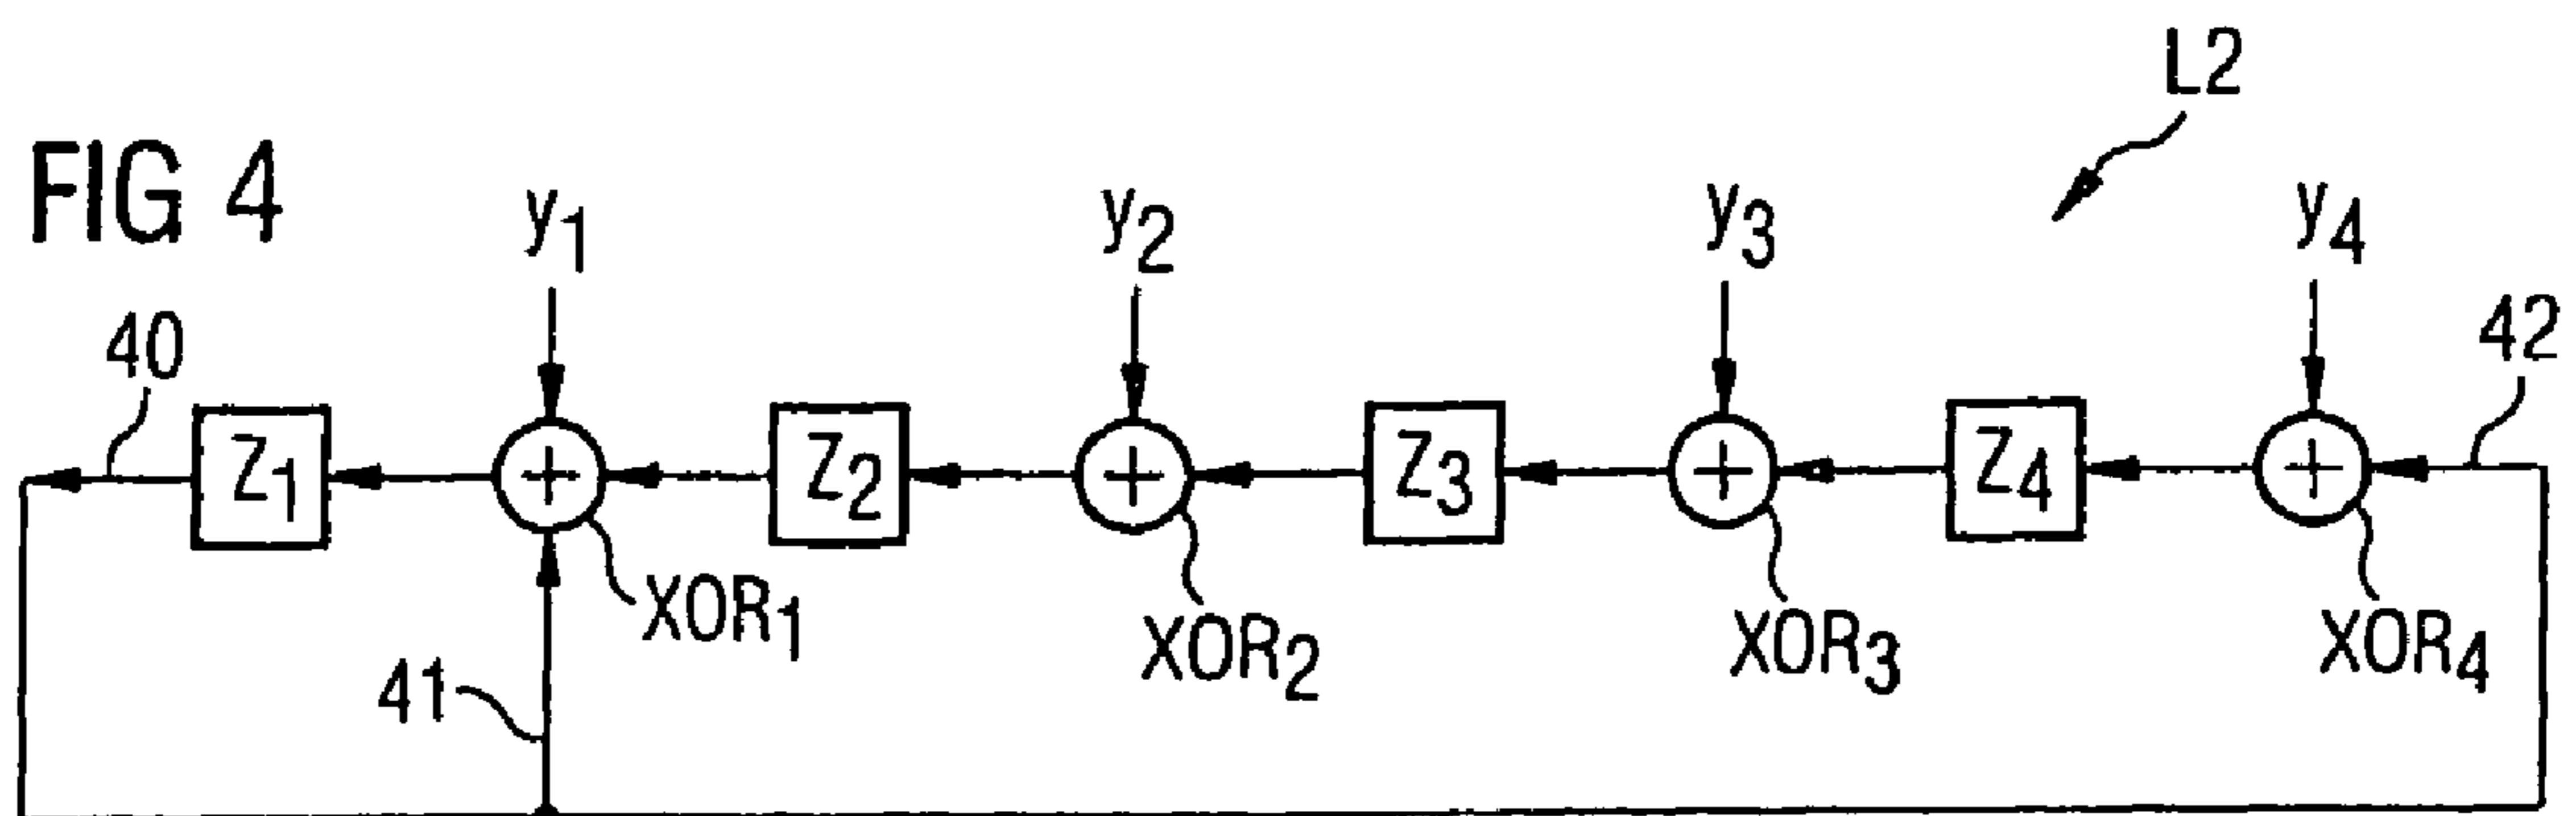 L2
FIG 4
y1
y2
y3
y4
40
42
Z1
+
Z2
+
Z3
+
Z4
+
XOR1
XOR2
XOR3
XOR4
41